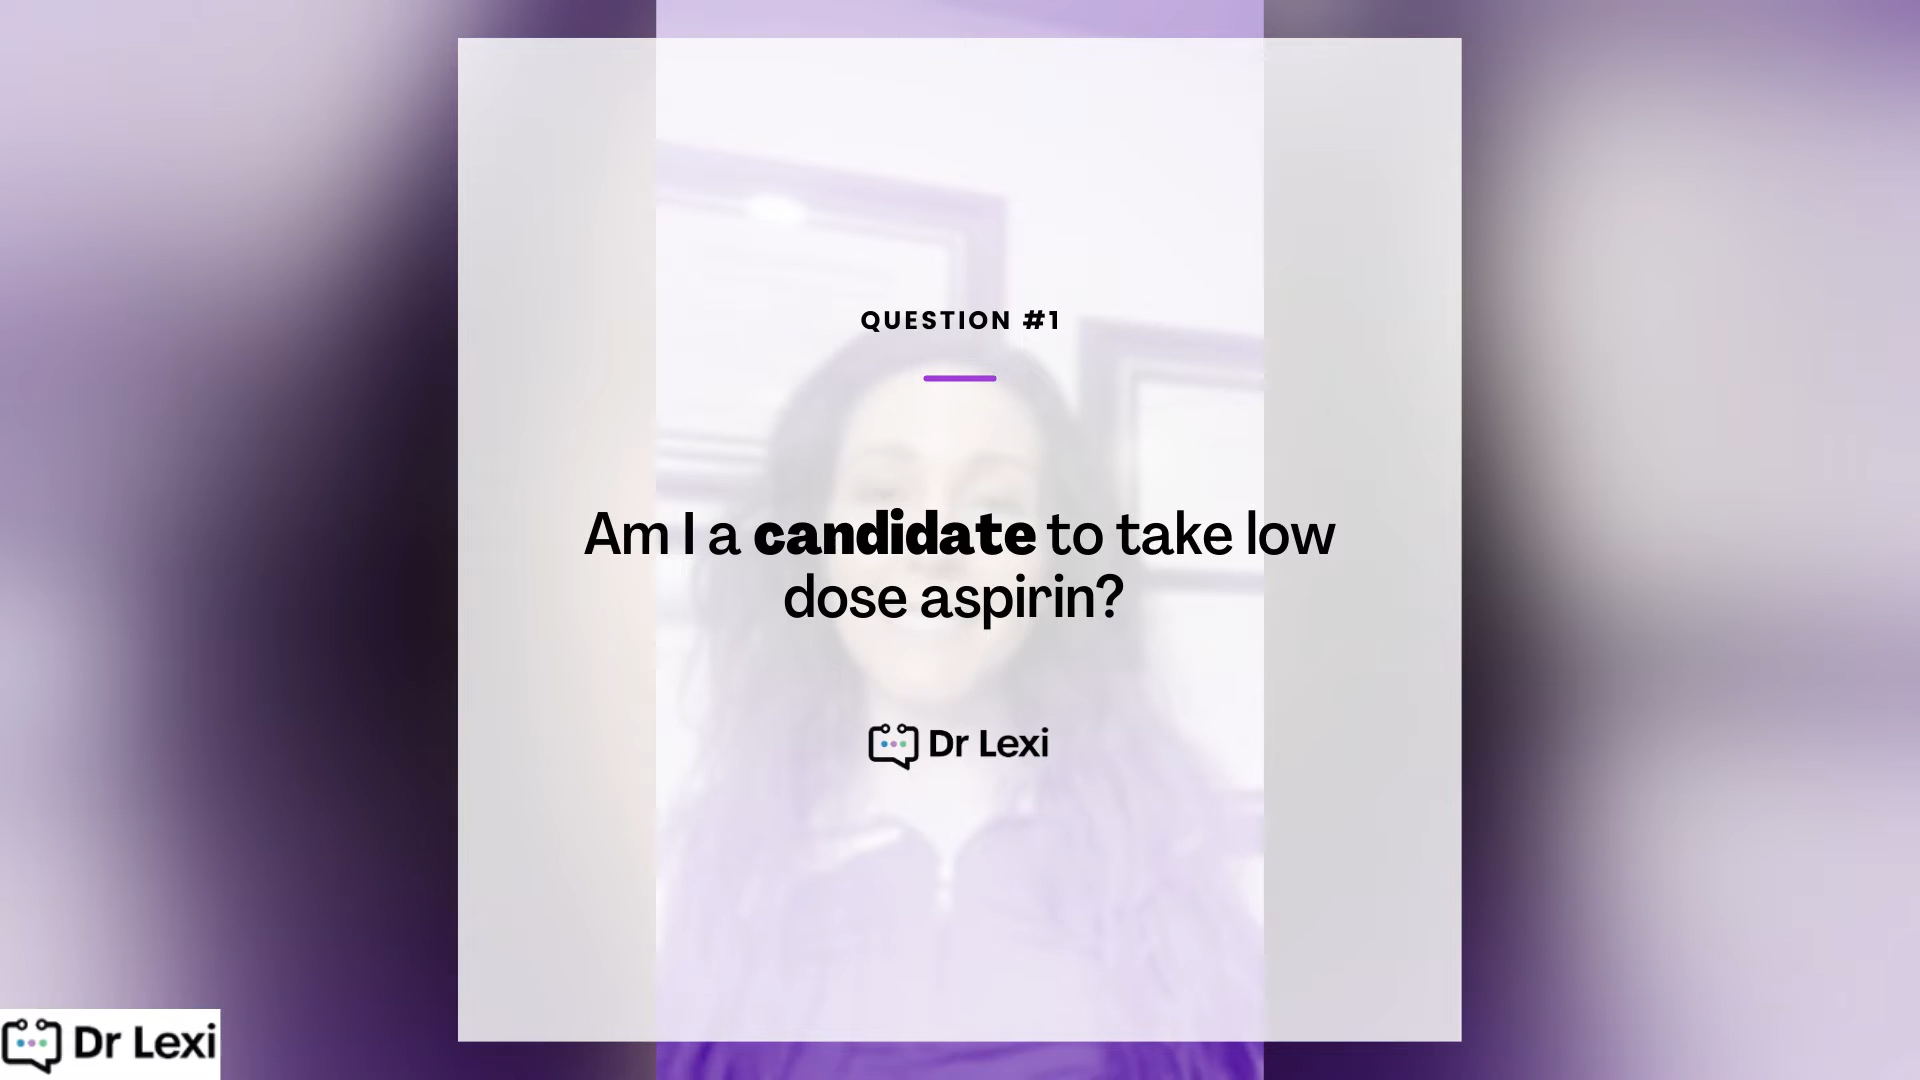 QUESTION #1
Am I a candidate to take low
dose aspirin?
Dr Lexi
Dr Lexi